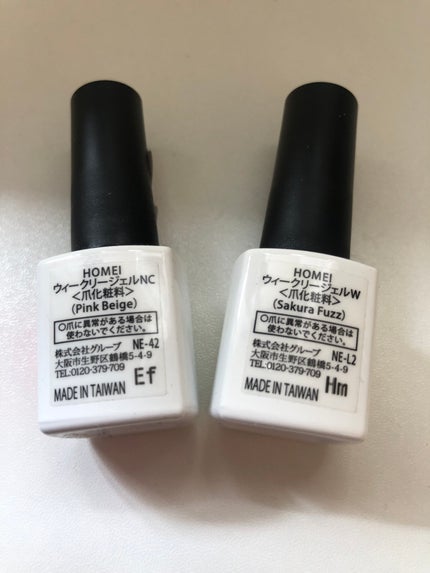 HOMEI
ウィークリージェルNC
<爪化粧料>
(Pink Beige)
○爪に異常がある場合は
使わないでください。
株式会社グループ NE-42
大阪市生野区鶴橋5-4-9
TEL:0120-379-709
MADE IN TAIWAN Ef
HOMEI
ウィークリージェルW
<爪化粧料>
(Sakura Fuzz)
○爪に異常がある場合は
使わないでください。
株式会社グループ NE-L2
大阪市生野区鶴橋5-4-9
TEL:0120-379-709
MADE IN TAIWAN Hm